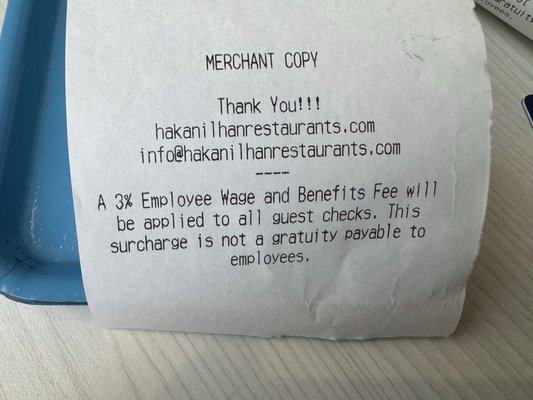 MERCHANT COPY
Thank You!!!
hakanilhanrestaurants.com
info@hakanilhanrestaurants.com
----
A 3% Employee Wage and Benefits Fee will
be applied to all guest checks. This
surcharge is not a gratuity payable to
employees.